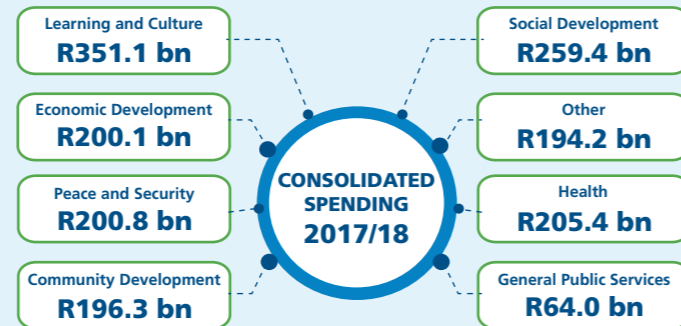 Learning and Culture
R351.1 bn
Economic Development
R200.1 bn
Peace and Security
R200.8 bn
Community Development
R196.3 bn
CONSOLIDATED
SPENDING
2017/18
Social Development
R259.4 bn
Other
R194.2 bn
Health
R205.4 bn
General Public Services
R64.0 bn